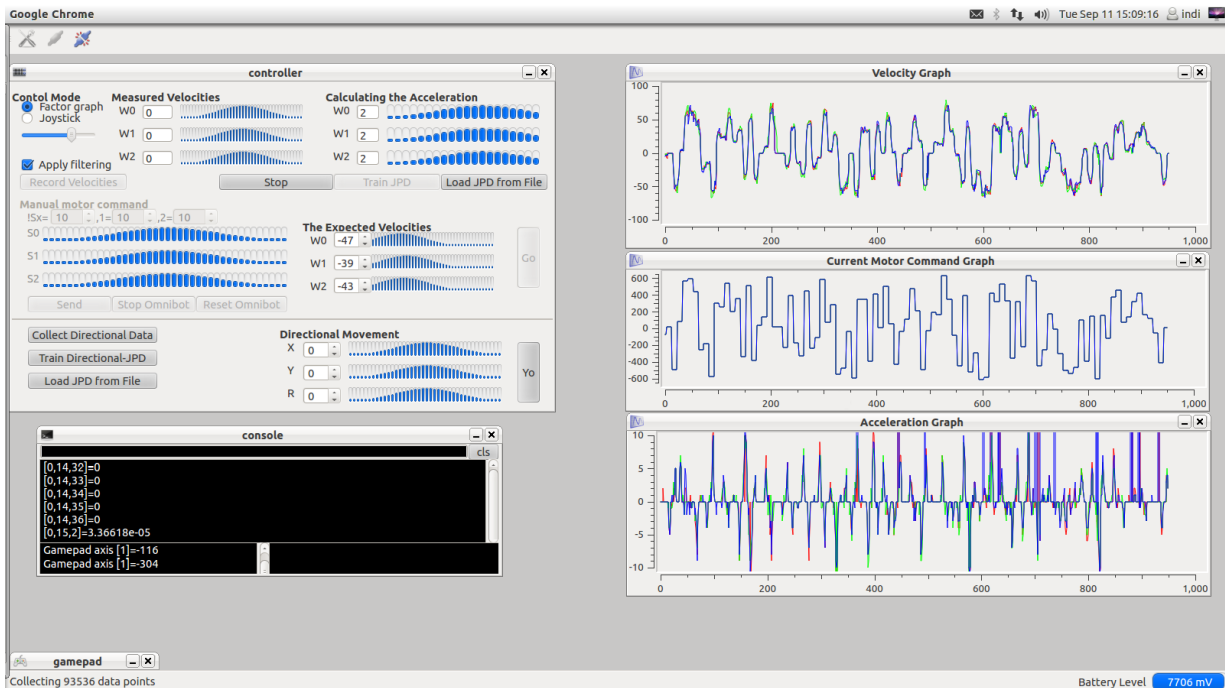 Google Chrome
Tue Sep 11 15:09:16 indi
controller
Contol Mode
Factor graph
Joystick
Apply filtering
Measured Velocities
W0 0
W1 0
W2 0
Calculating the Acceleration
W0 2
W1 2
W2 2
Record Velocities Stop Train JPD Load JPD from File
Manual motor command
!Sx= 10 ,1= 10 ,2= 10
S0
S1
S2
The Expected Velocities
W0 -47
W1 -39
W2 -43
Go
Send Stop Omnibot Reset Omnibot
Collect Directional Data
Train Directional-JPD
Load JPD from File
Directional Movement
X 0
Y 0
R 0
Yo
console
cls
[0,14,32]=0
[0,14,33]=0
[0,14,34]=0
[0,14,35]=0
[0,14,36]=0
[0,15,2]=3.36618e-05
Gamepad axis [1]=-116
Gamepad axis [1]=-304
Velocity Graph
100
50
0
-50
-100
0 200 400 600 800 1,000
Current Motor Command Graph
600
400
200
0
-200
-400
-600
0 200 400 600 800 1,000
Acceleration Graph
10
5
0
-5
-10
0 200 400 600 800 1,000
gamepad
Collecting 93536 data points
Battery Level 7706 mV